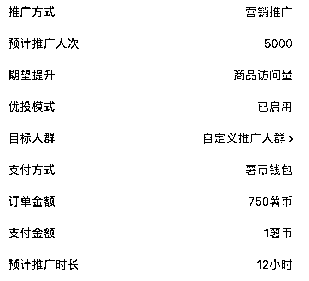 推广方式 营销推广
预计推广人次 5000
期望提升 商品访问量
优投模式 已启用
目标人群 自定义推广人群 ›
支付方式 薯币钱包
订单金额 750薯币
支付金额 1薯币
预计推广时长 12小时